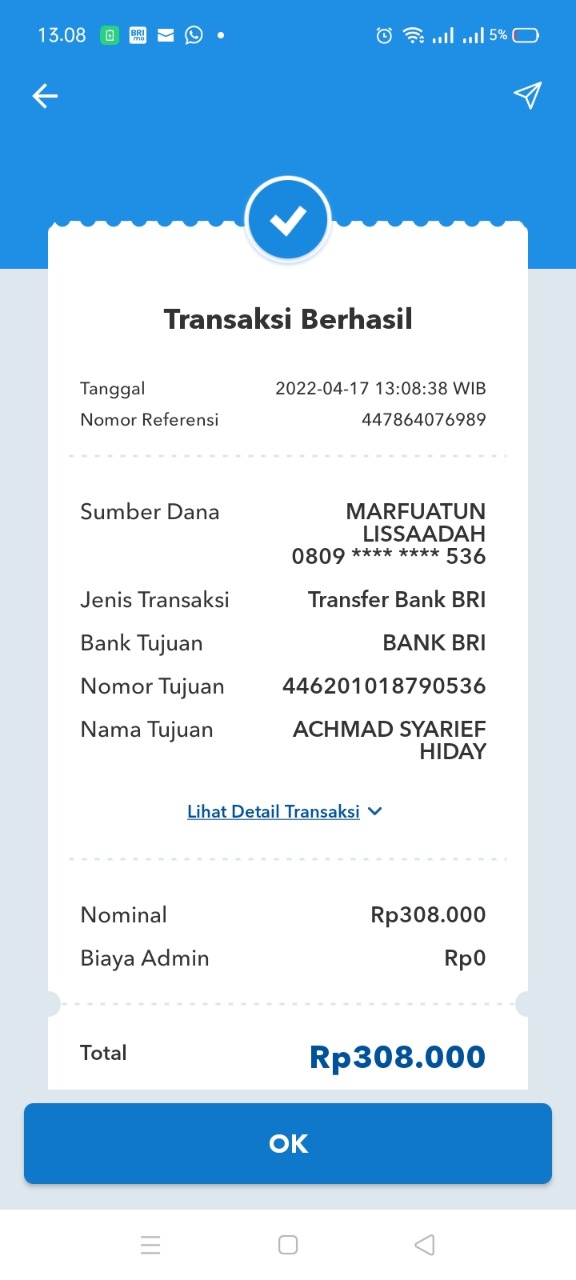 13.08 BRI mo 5%
Transaksi Berhasil
Tanggal 2022-04-17 13:08:38 WIB
Nomor Referensi 447864076989
Sumber Dana MARFUATUN
LISSAADAH
0809 **** **** 536
Jenis Transaksi Transfer Bank BRI
Bank Tujuan BANK BRI
Nomor Tujuan 446201018790536
Nama Tujuan ACHMAD SYARIEF
HIDAY
Lihat Detail Transaksi
Nominal Rp308.000
Biaya Admin Rp0
Total Rp308.000
OK